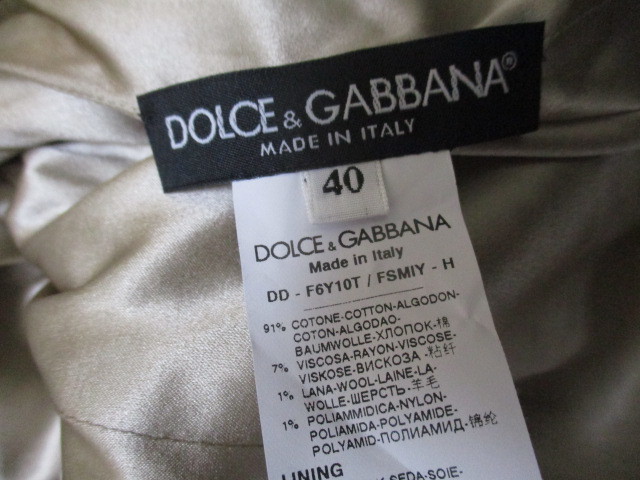 DOLCE & GABBANA®
MADE IN ITALY
40
DOLCE & GABBANA
Made in Italy
DD - F6Y10T / FSMIY - H
91% COTONE-COTTON-ALGODON-
COTON-ALGODAO-
BAUMWOLLE-ХЛОПОК-棉
7% VISCOSA-RAYON-VISCOSE-
VISKOSE-ВИСКОЗА-粘纤
1% LANA-WOOL-LAINE-LA-
WOLLE-ШЕРСТЬ-羊毛
1% POLIAMMIDICA-NYLON-
POLIAMIDA-POLYAMIDE-
POLYAMID-ПОЛИАМИД-锦纶
LINING
SEDA-SOIE-